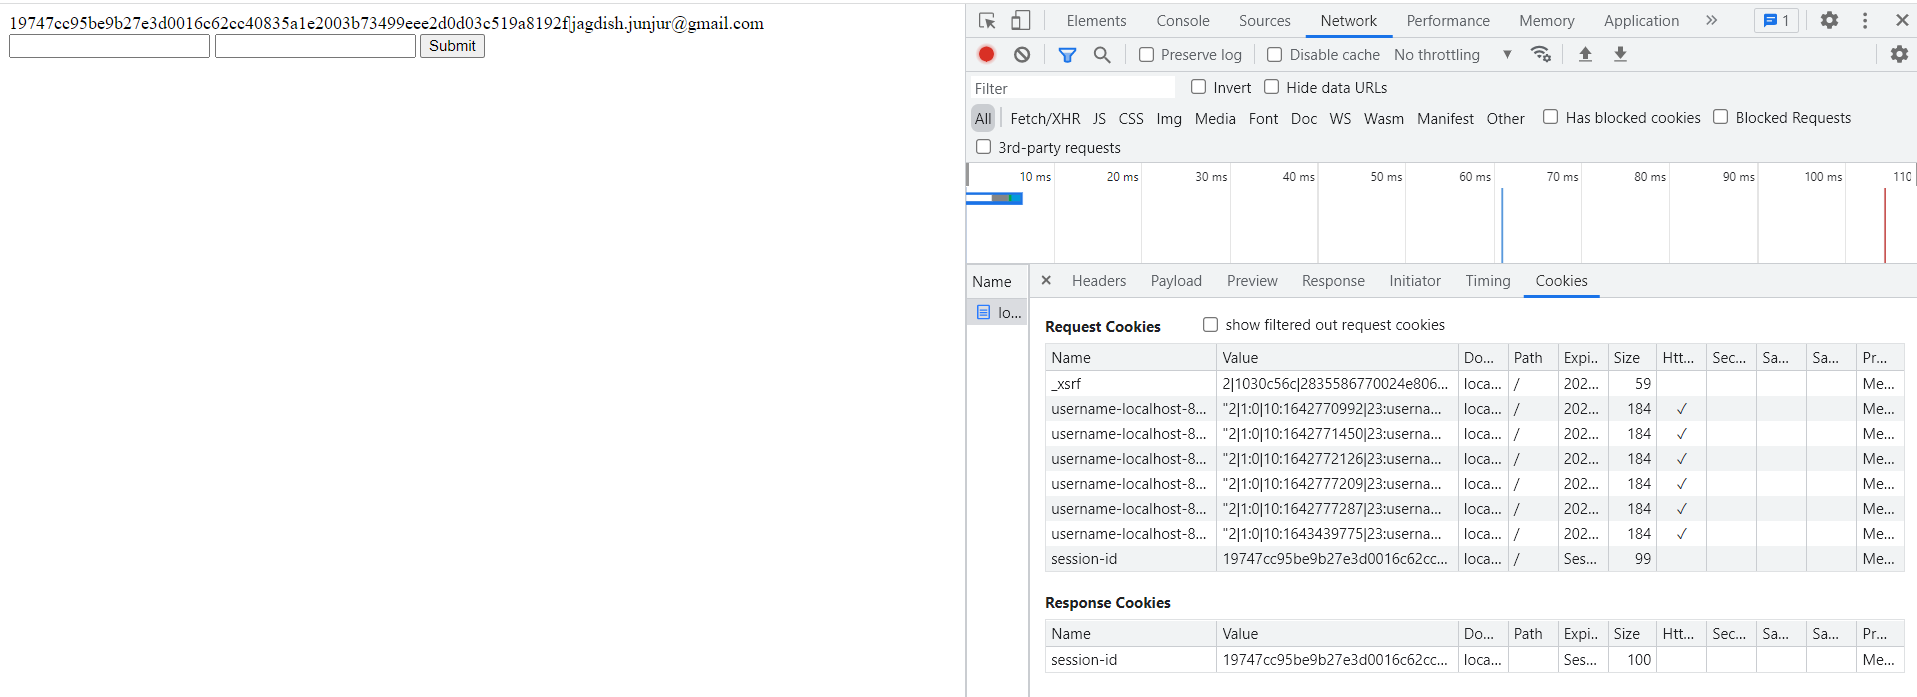 19747cc95be9b27e3d0016c62cc40835a1e2003b73499eee2d0d03c519a8192f|jagdish.junjur@gmail.com
Submit
Elements Console Sources Network Performance Memory Application » 1
Preserve log Disable cache No throttling
Filter Invert Hide data URLs
All Fetch/XHR JS CSS Img Media Font Doc WS Wasm Manifest Other Has blocked cookies Blocked Requests
3rd-party requests
10 ms 20 ms 30 ms 40 ms 50 ms 60 ms 70 ms 80 ms 90 ms 100 ms 110
Name Headers Payload Preview Response Initiator Timing Cookies
lo...
Request Cookies show filtered out request cookies
Name Value Do... Path Expi.. Size Htt... Sec... Sa... Sa... Pr...
_xsrf 2|1030c56c|2835586770024e806... loca... / 202... 59 Me...
username-localhost-8... "2|1:0|10:1642770992|23:userna... loca... / 202... 184 ✓ Me...
username-localhost-8... "2|1:0|10:1642771450|23:userna... loca... / 202... 184 ✓ Me...
username-localhost-8... "2|1:0|10:1642772126|23:userna... loca... / 202... 184 ✓ Me...
username-localhost-8... "2|1:0|10:1642777209|23:userna... loca... / 202... 184 ✓ Me...
username-localhost-8... "2|1:0|10:1642777287|23:userna... loca... / 202... 184 ✓ Me...
username-localhost-8... "2|1:0|10:1643439775|23:userna... loca... / 202... 184 ✓ Me...
session-id 19747cc95be9b27e3d0016c62cc... loca... / Ses... 99 Me...
Response Cookies
Name Value Do... Path Expi.. Size Htt... Sec... Sa... Sa... Pr...
session-id 19747cc95be9b27e3d0016c62cc... loca... Ses... 100 Me...